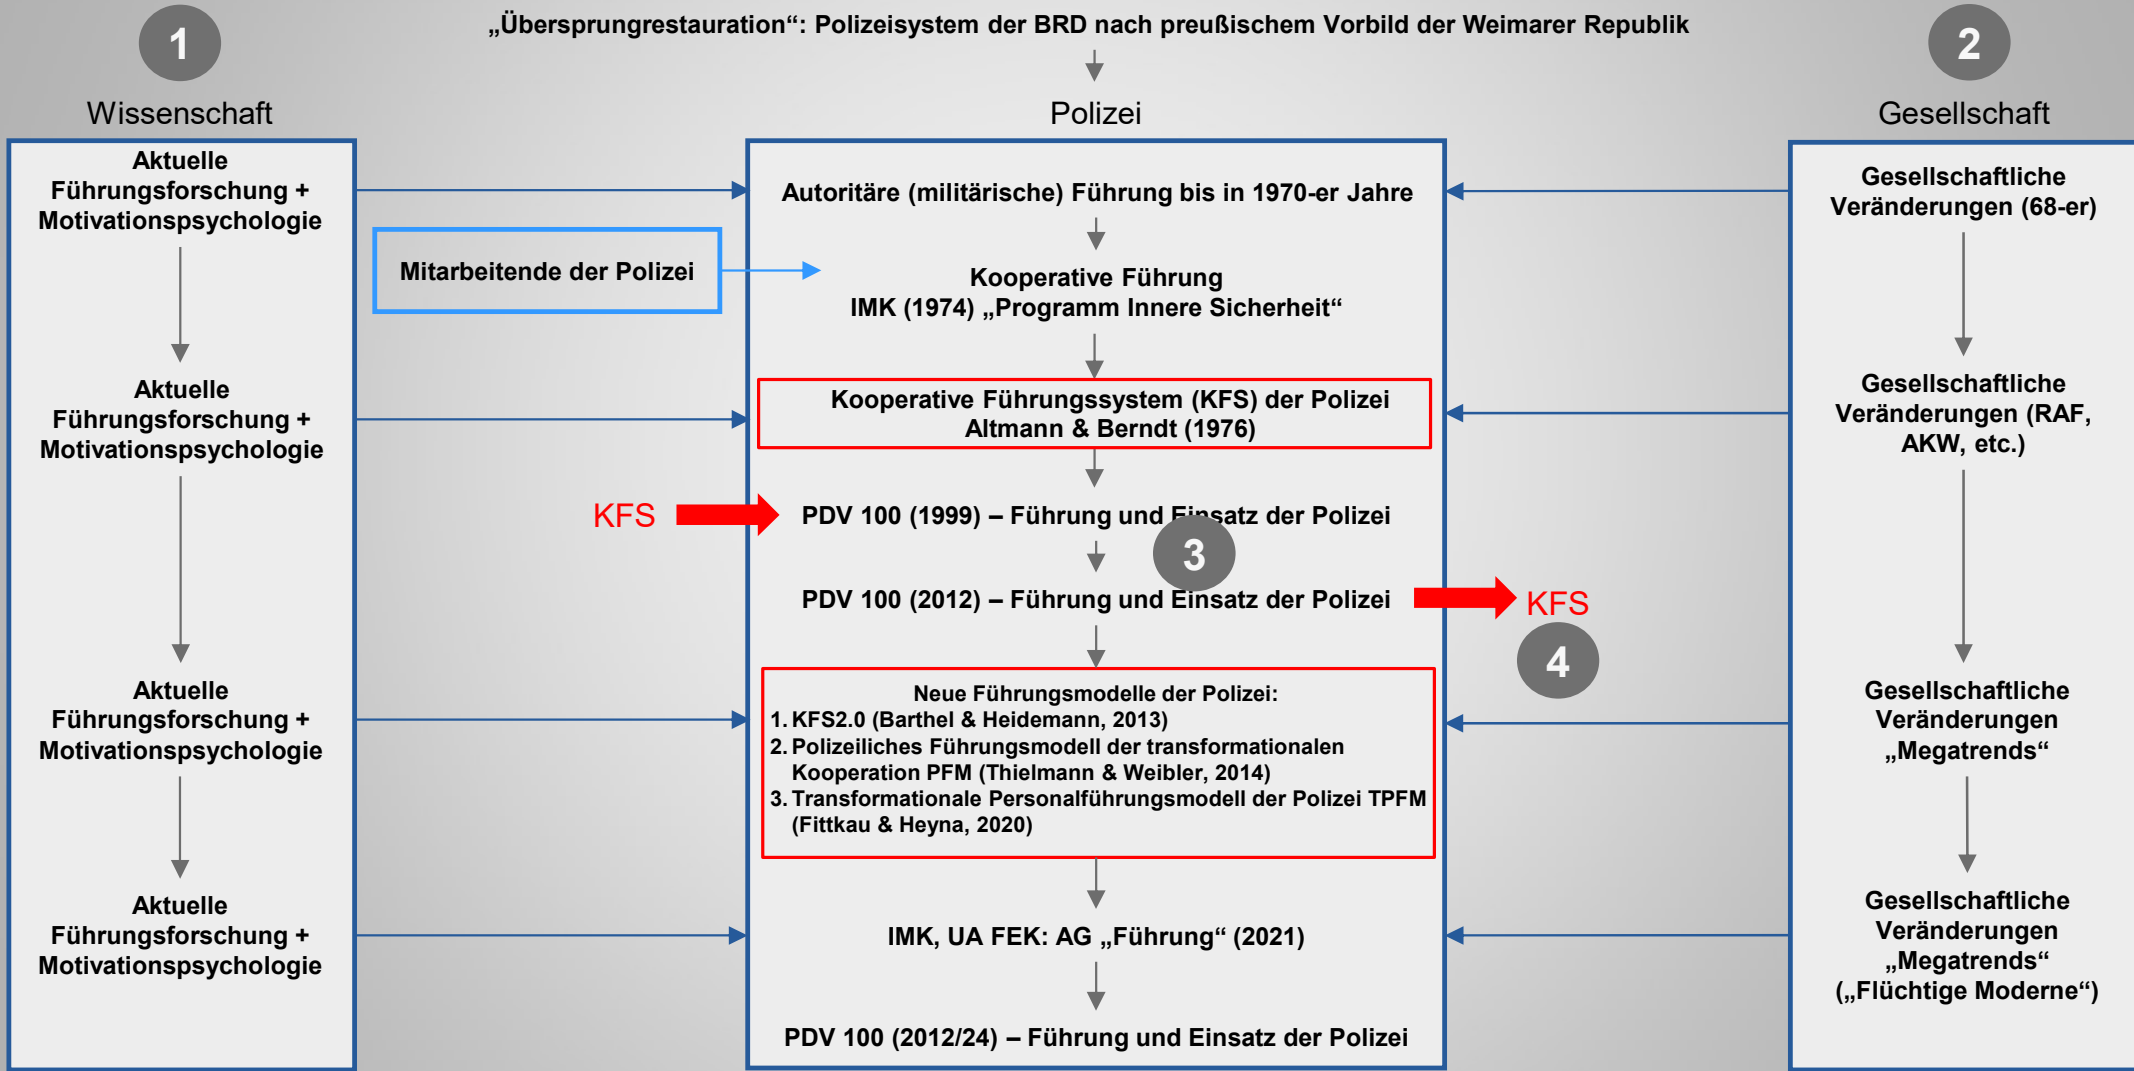 1
„Übersprungrestauration“: Polizeisystem der BRD nach preußischem Vorbild der Weimarer Republik
2
Wissenschaft
Polizei
Gesellschaft
Aktuelle
Führungsforschung +
Motivationspsychologie
Aktuelle
Führungsforschung +
Motivationspsychologie
Aktuelle
Führungsforschung +
Motivationspsychologie
Aktuelle
Führungsforschung +
Motivationspsychologie
Mitarbeitende der Polizei
KFS
Autoritäre (militärische) Führung bis in 1970-er Jahre
Kooperative Führung
IMK (1974) „Programm Innere Sicherheit“
Kooperative Führungssystem (KFS) der Polizei
Altmann & Berndt (1976)
PDV 100 (1999) – Führung und Einsatz der Polizei
3
PDV 100 (2012) – Führung und Einsatz der Polizei
KFS
4
Neue Führungsmodelle der Polizei:
1. KFS2.0 (Barthel & Heidemann, 2013)
2. Polizeiliches Führungsmodell der transformationalen
Kooperation PFM (Thielmann & Weibler, 2014)
3. Transformationale Personalführungsmodell der Polizei TPFM
(Fittkau & Heyna, 2020)
IMK, UA FEK: AG „Führung“ (2021)
PDV 100 (2012/24) – Führung und Einsatz der Polizei
Gesellschaftliche
Veränderungen (68-er)
Gesellschaftliche
Veränderungen (RAF,
AKW, etc.)
Gesellschaftliche
Veränderungen
„Megatrends“
Gesellschaftliche
Veränderungen
„Megatrends“
(„Flüchtige Moderne“)